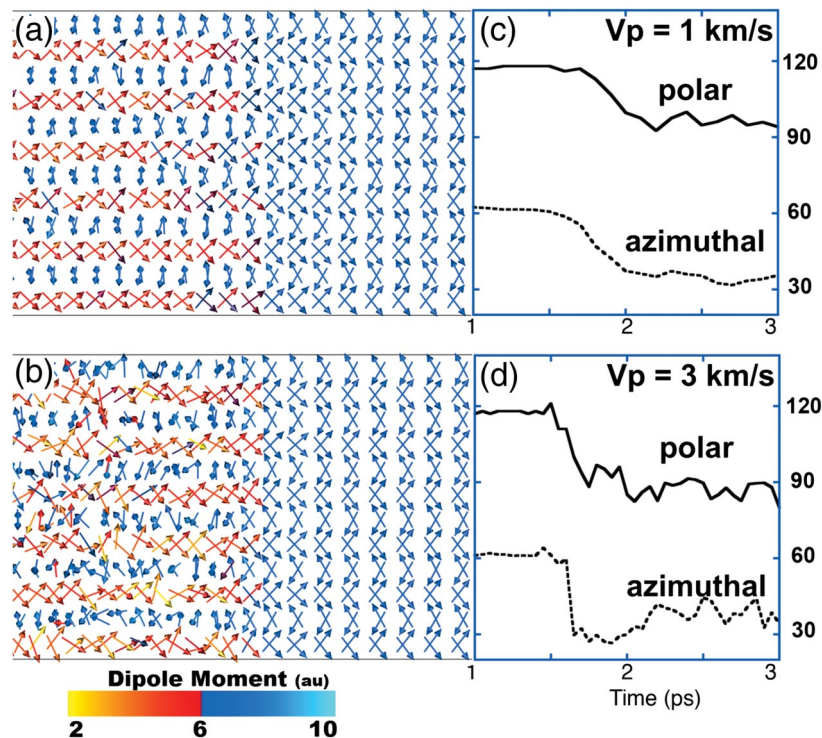 (a)
(c)
Vp = 1 km/s
120
polar
90
60
azimuthal
30
1
2
3
(b)
(d)
Vp = 3 km/s
120
polar
90
60
azimuthal
30
1
2
3
Time (ps)
Dipole Moment (au)
2
6
10